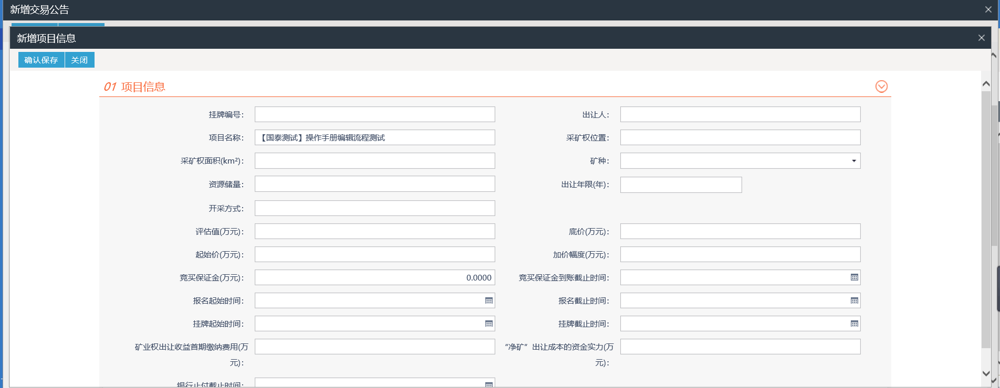 新增交易公告
新增项目信息
确认保存 关闭
01 项目信息
挂牌编号： 出让人：
项目名称： 【国泰测试】操作手册编辑流程测试 采矿权位置：
采矿权面积(km²)： 矿种：
资源储量： 出让年限(年)：
开采方式：
评估值(万元)： 底价(万元)：
起始价(万元)： 加价幅度(万元)：
竞买保证金(万元)： 0.0000 竞买保证金到账截止时间：
报名起始时间： 报名截止时间：
挂牌起始时间： 挂牌截止时间：
矿业权出让收益首期缴纳费用(万 “净矿”出让成本的资金实力(万
元)： 元)：
银行止付截止时间：